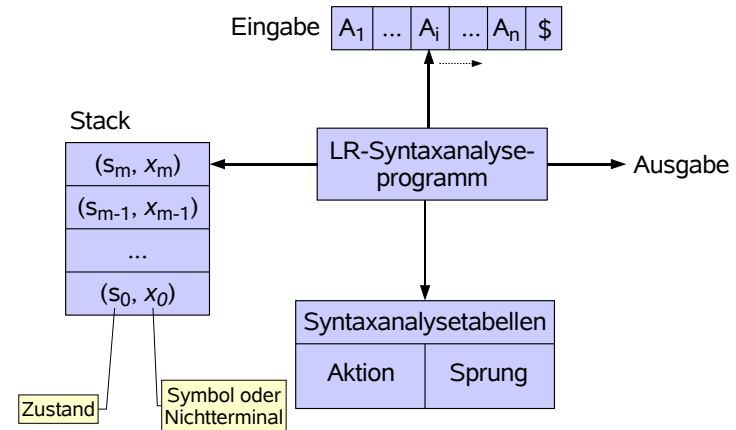 Eingabe A1 ... Ai ... An $
Stack
LR-Syntaxanalyse-
programm
Ausgabe
(sm, xm)
(sm-1, xm-1)
...
(s0, x0)
Syntaxanalysetabellen
Aktion Sprung
Zustand
Symbol oder
Nichtterminal